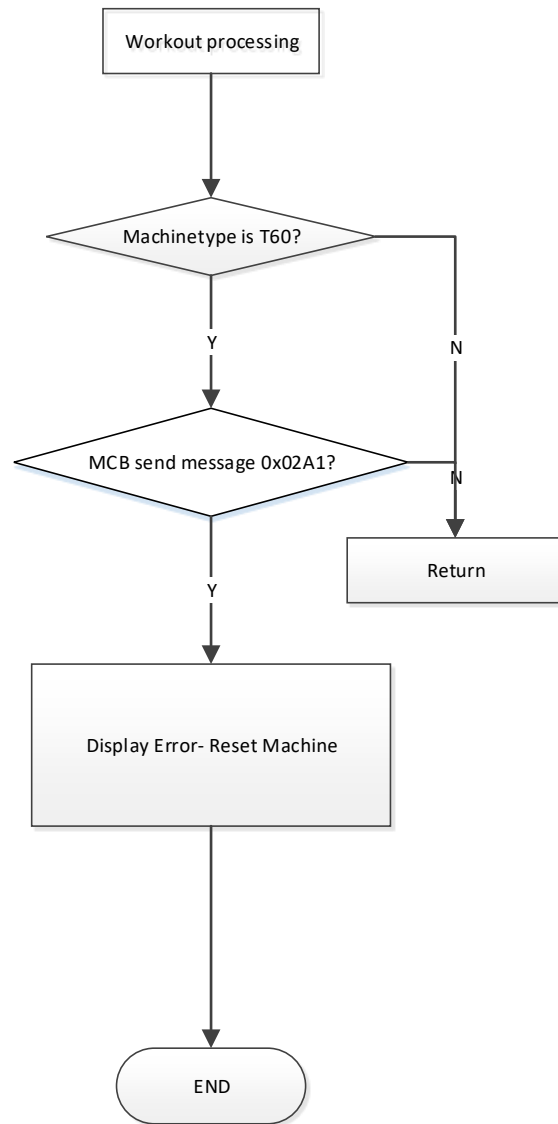 Workout processing
Machinetype is T60?
Y
N
MCB send message 0x02A1?
N
Return
Y
Display Error- Reset Machine
END